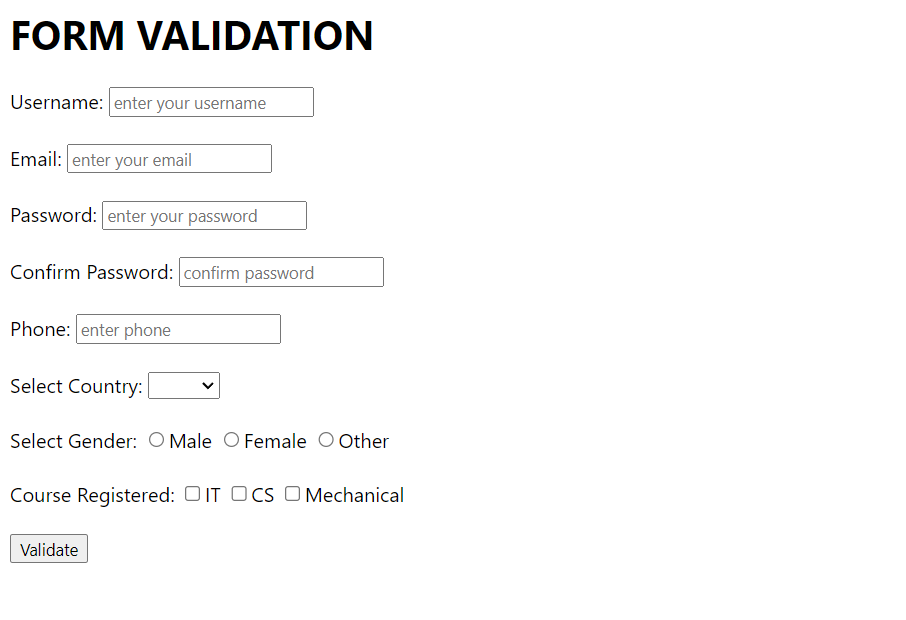 FORM VALIDATION
Username: enter your username
Email: enter your email
Password: enter your password
Confirm Password: confirm password
Phone: enter phone
Select Country:
Select Gender: Male Female Other
Course Registered: IT CS Mechanical
Validate